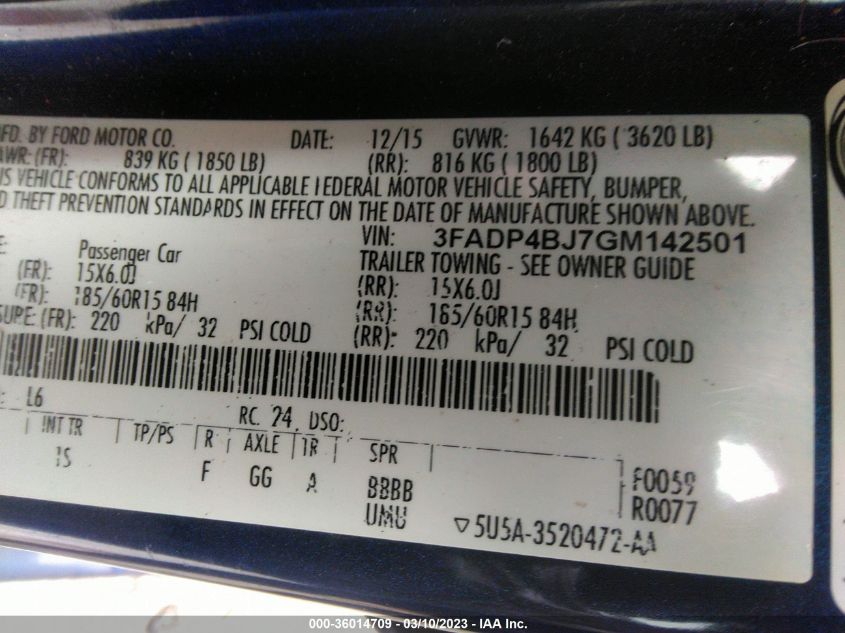 MFD. BY FORD MOTOR CO. DATE: 12/15 GVWR: 1642 KG ( 3620 LB)
(FR): 839 KG ( 1850 LB) (RR): 816 KG ( 1800 LB)
VEHICLE CONFORMS TO ALL APPLICABLE FEDERAL MOTOR VEHICLE SAFETY, BUMPER,
THEFT PREVENTION STANDARDS IN EFFECT ON THE DATE OF MANUFACTURE SHOWN ABOVE.
VIN: 3FADP4BJ7GM142501
Passenger Car TRAILER TOWING - SEE OWNER GUIDE
(FR): 15X6.0J (RR): 15X6.0J
(FR): 185/60R15 84H (RR): 185/60R15 84H
(FR): 220 kPa/ 32 PSI COLD (RR): 220 kPa/ 32 PSI COLD
L6
RC: 24 DSO:
INT TR TP/PS R AXLE TR SPR
F GG A BBBB F0059
UMU R0077
▽5U5A-3520472-AA
000-36014709 - 03/10/2023 - IAA Inc.